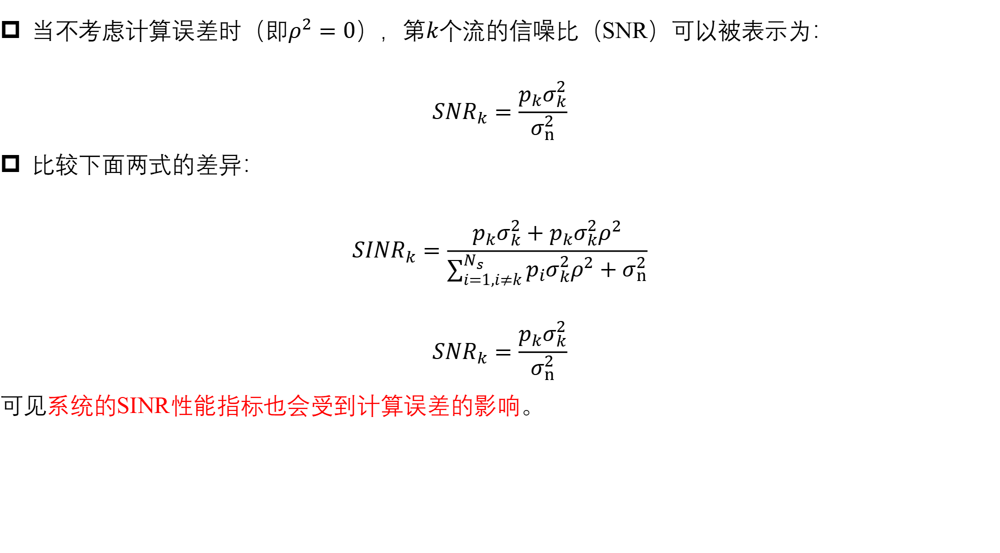 当不考虑计算误差时（即$\rho^2 = 0$），第$k$个流的信噪比（SNR）可以被表示为：
$SNR_k = \frac{p_k \sigma_k^2}{\sigma_{\mathrm{n}}^2}$
比较下面两式的差异：
$SINR_k = \frac{p_k \sigma_k^2 + p_k \sigma_k^2 \rho^2}{\sum_{i=1, i \neq k}^{N_s} p_i \sigma_k^2 \rho^2 + \sigma_{\mathrm{n}}^2}$
$SNR_k = \frac{p_k \sigma_k^2}{\sigma_{\mathrm{n}}^2}$
可见系统的SINR性能指标也会受到计算误差的影响。